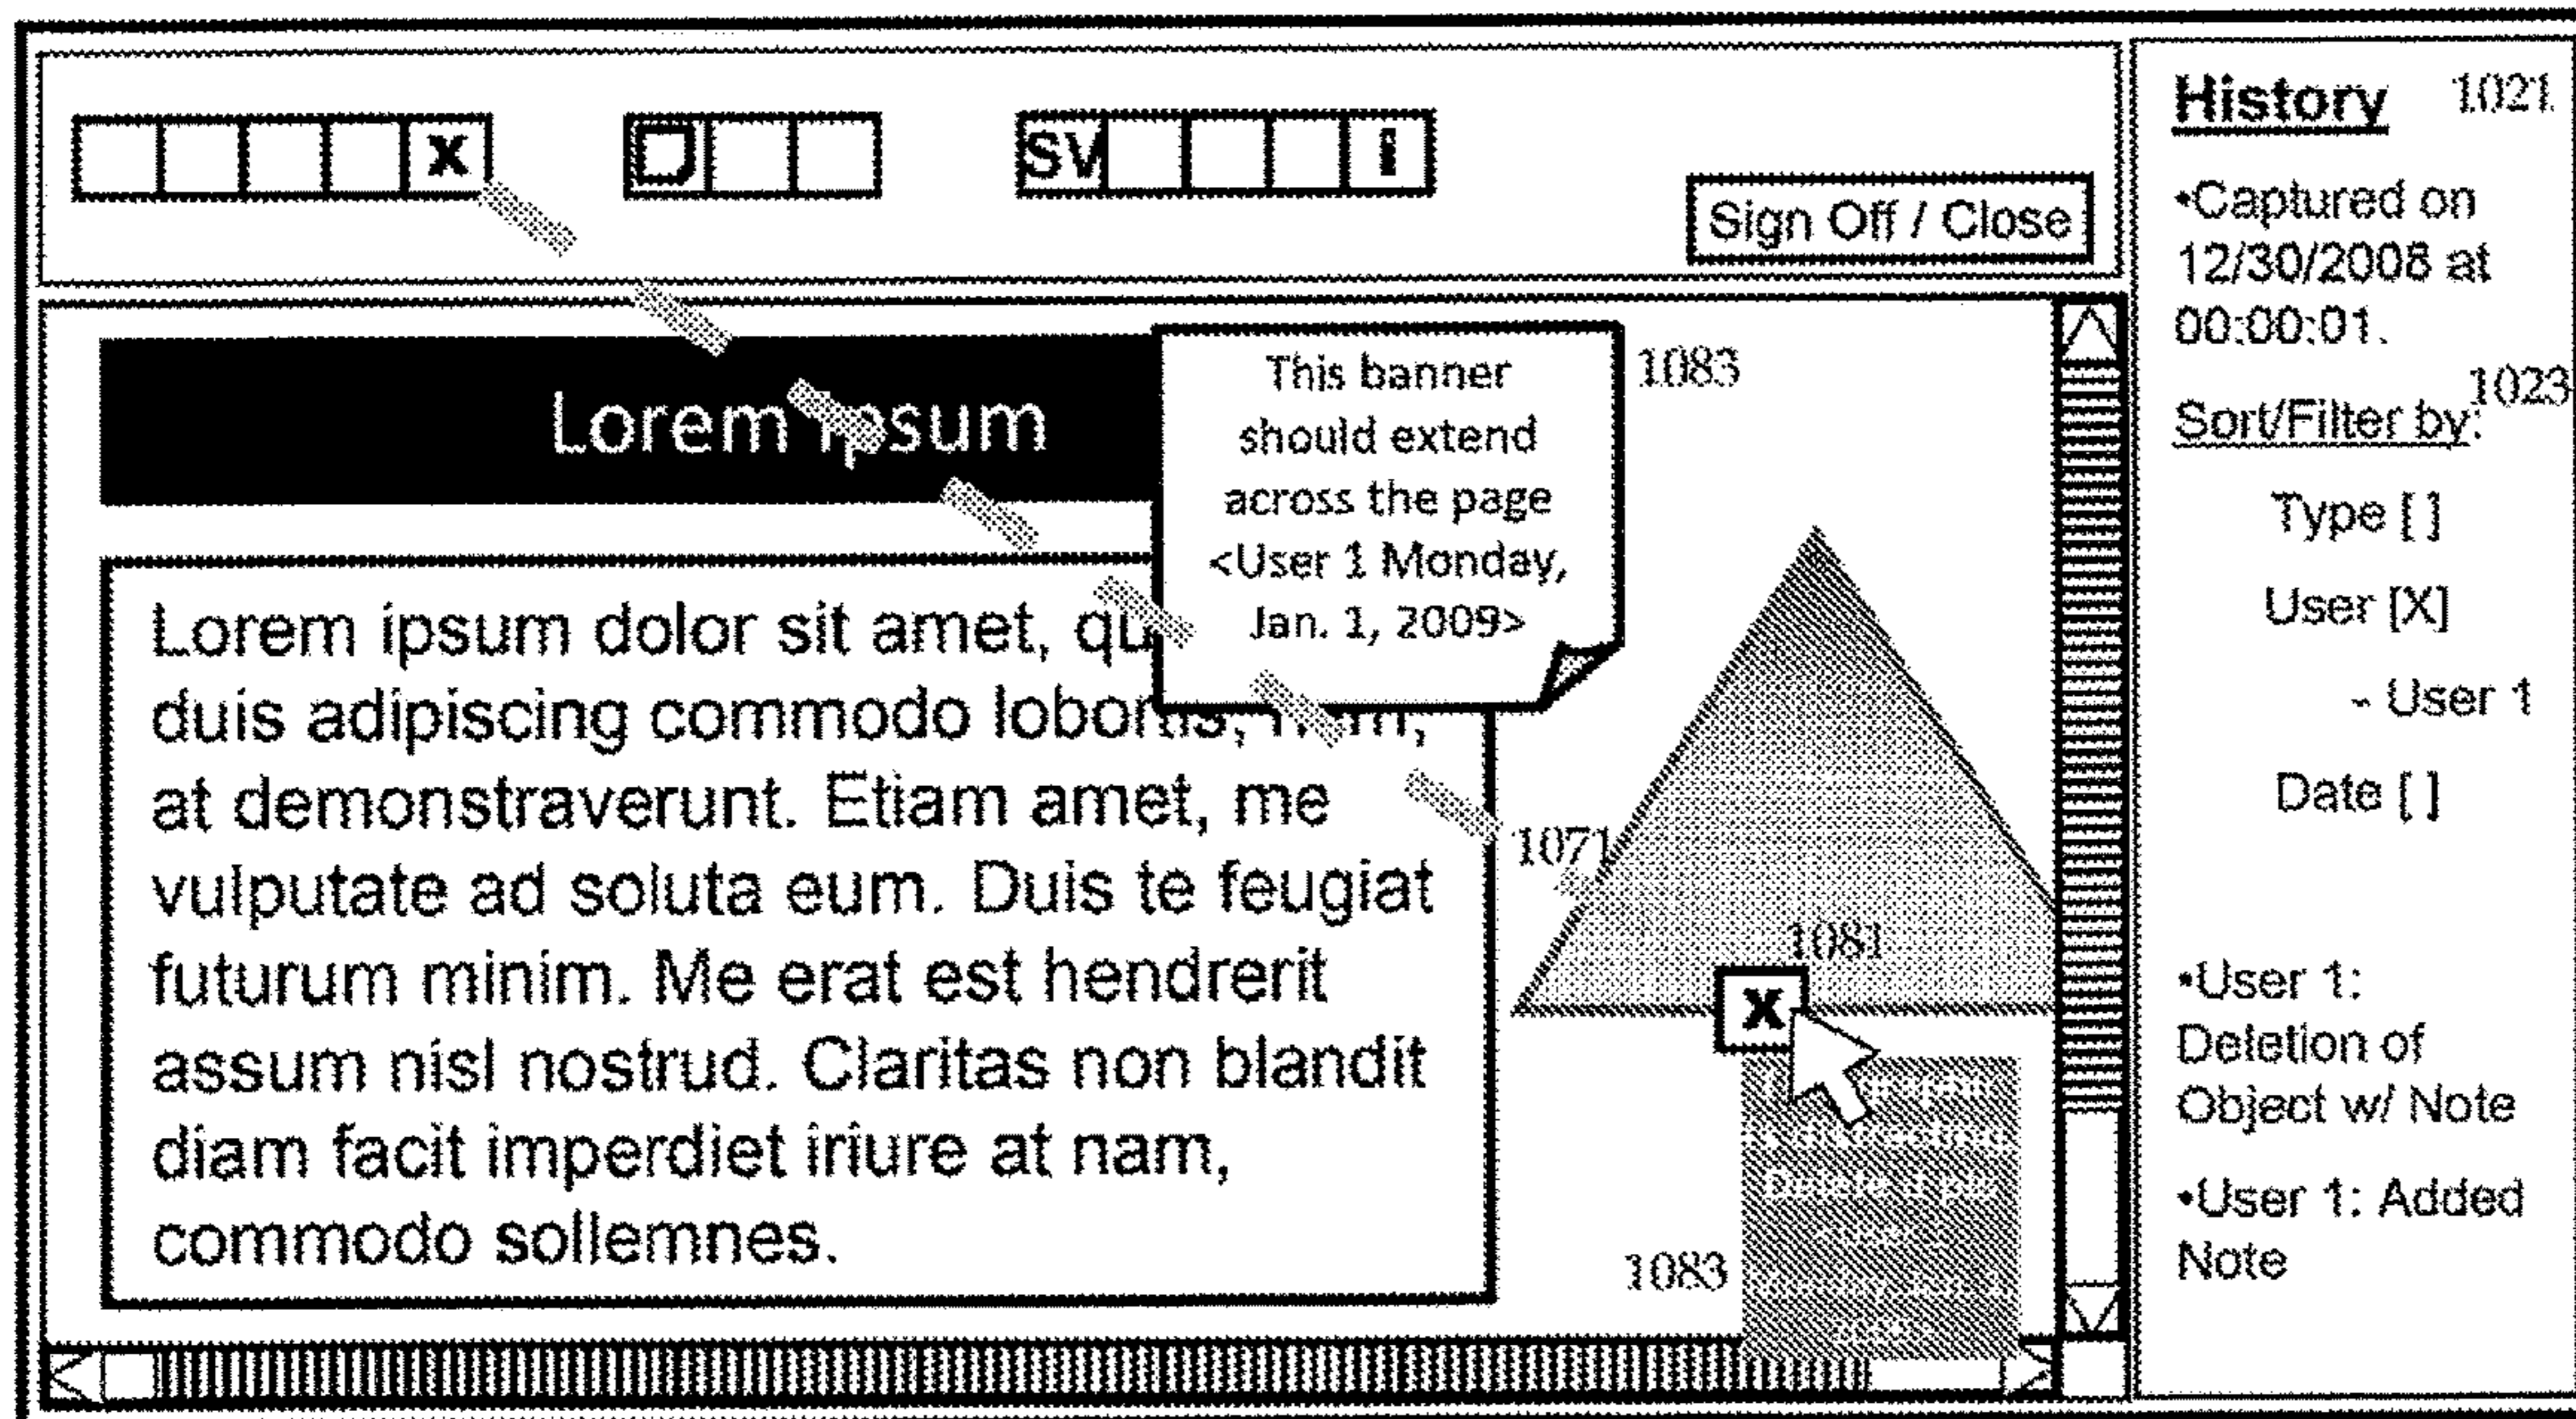 X
SV i
Sign Off / Close
Lorem ipsum
This banner
should extend
across the page
<User 1 Monday,
Jan. 1, 2009>
1083
Lorem ipsum dolor sit amet,
duis adipiscing commodo lobortis,
at demonstraverunt. Etiam amet, me
vulputate ad soluta eum. Duis te feugiat
futurum minim. Me erat est hendrerit
assum nisl nostrud. Claritas non blandit
diam facit imperdiet iriure at nam,
commodo sollemnes.
1071
1081
X
1083
History 1021
•Captured on
12/30/2008 at
00:00:01.
1023
Sort/Filter by:
Type [ ]
User [X]
- User 1
Date [ ]
•User 1:
Deletion of
Object w/ Note
•User 1: Added
Note